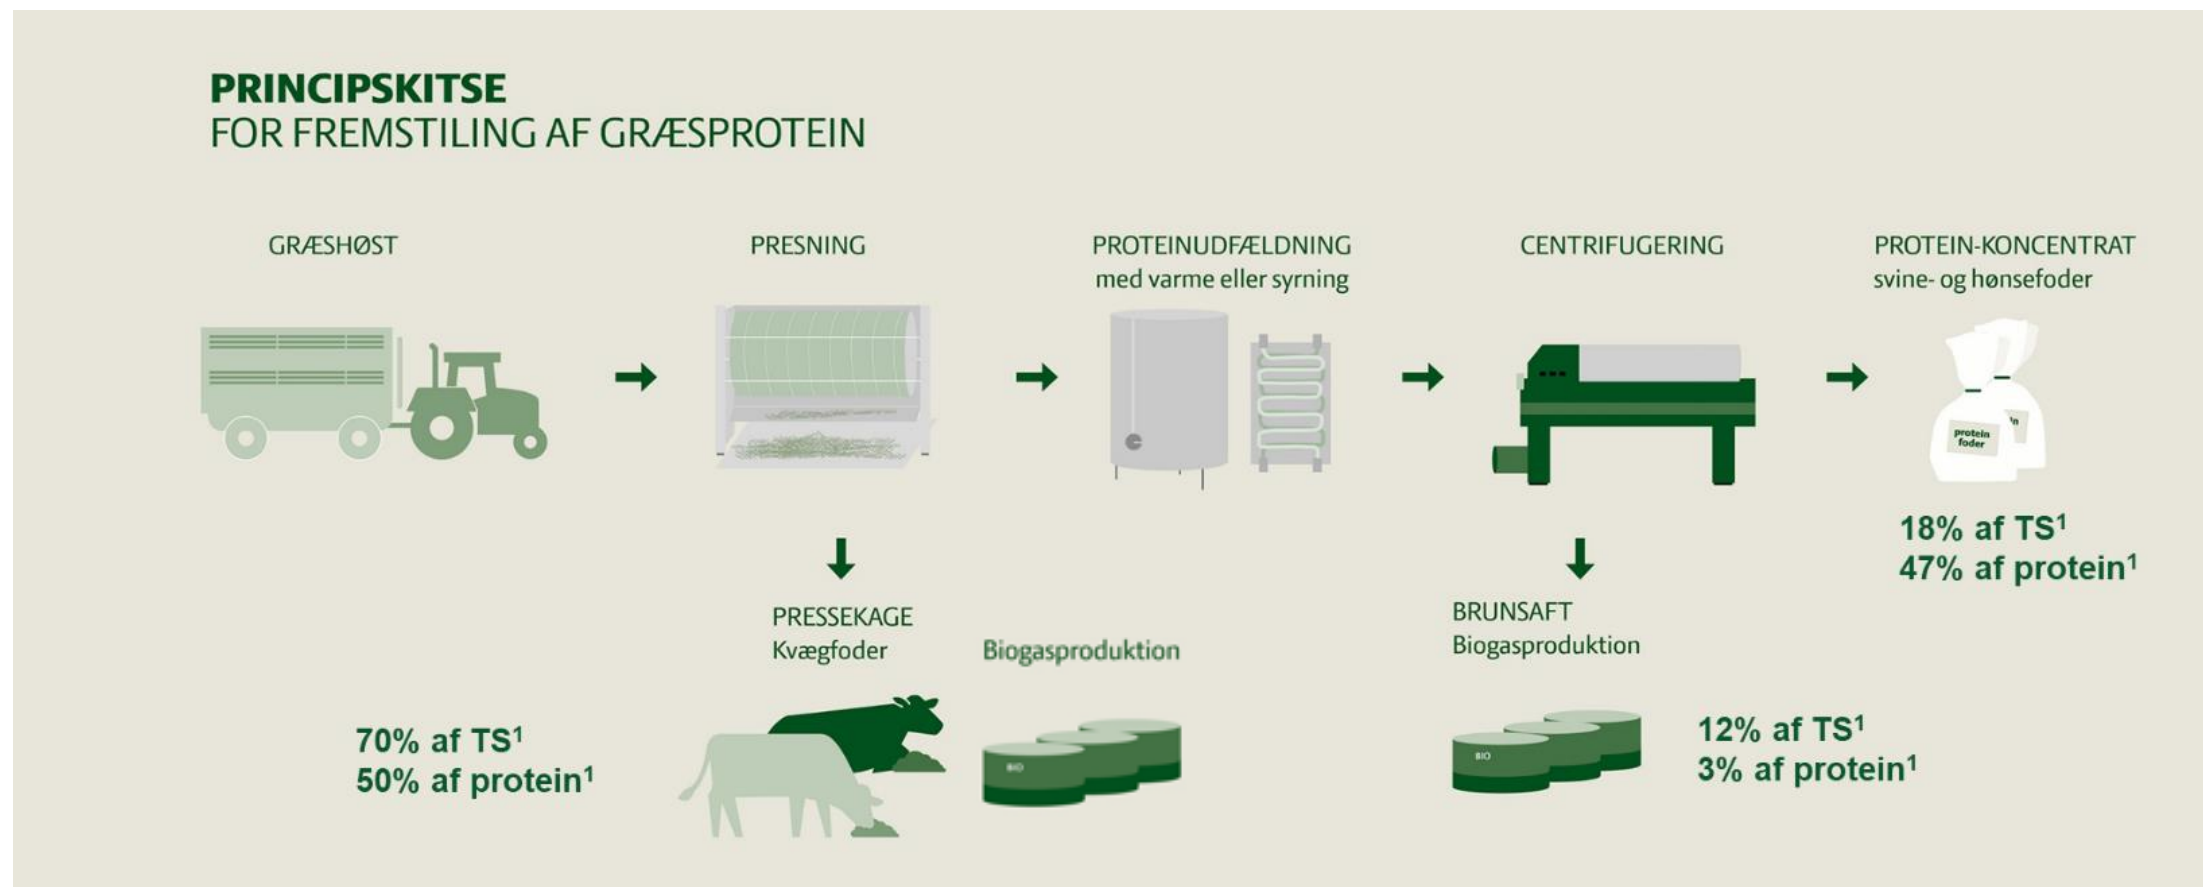 PRINCIPSKITSE
FOR FREMSTILING AF GRÆSPROTEIN
GRÆSHØST
PRESNING
PROTEINUDFÆLDNING
med varme eller syrning
CENTRIFUGERING
PROTEIN-KONCENTRAT
svine- og hønsefoder
protein
foder
in
18% af TS¹
47% af protein¹
PRESSEKAGE
Kvægfoder
Biogasproduktion
BIO
70% af TS¹
50% af protein¹
BRUNSAFT
Biogasproduktion
BIO
12% af TS¹
3% af protein¹